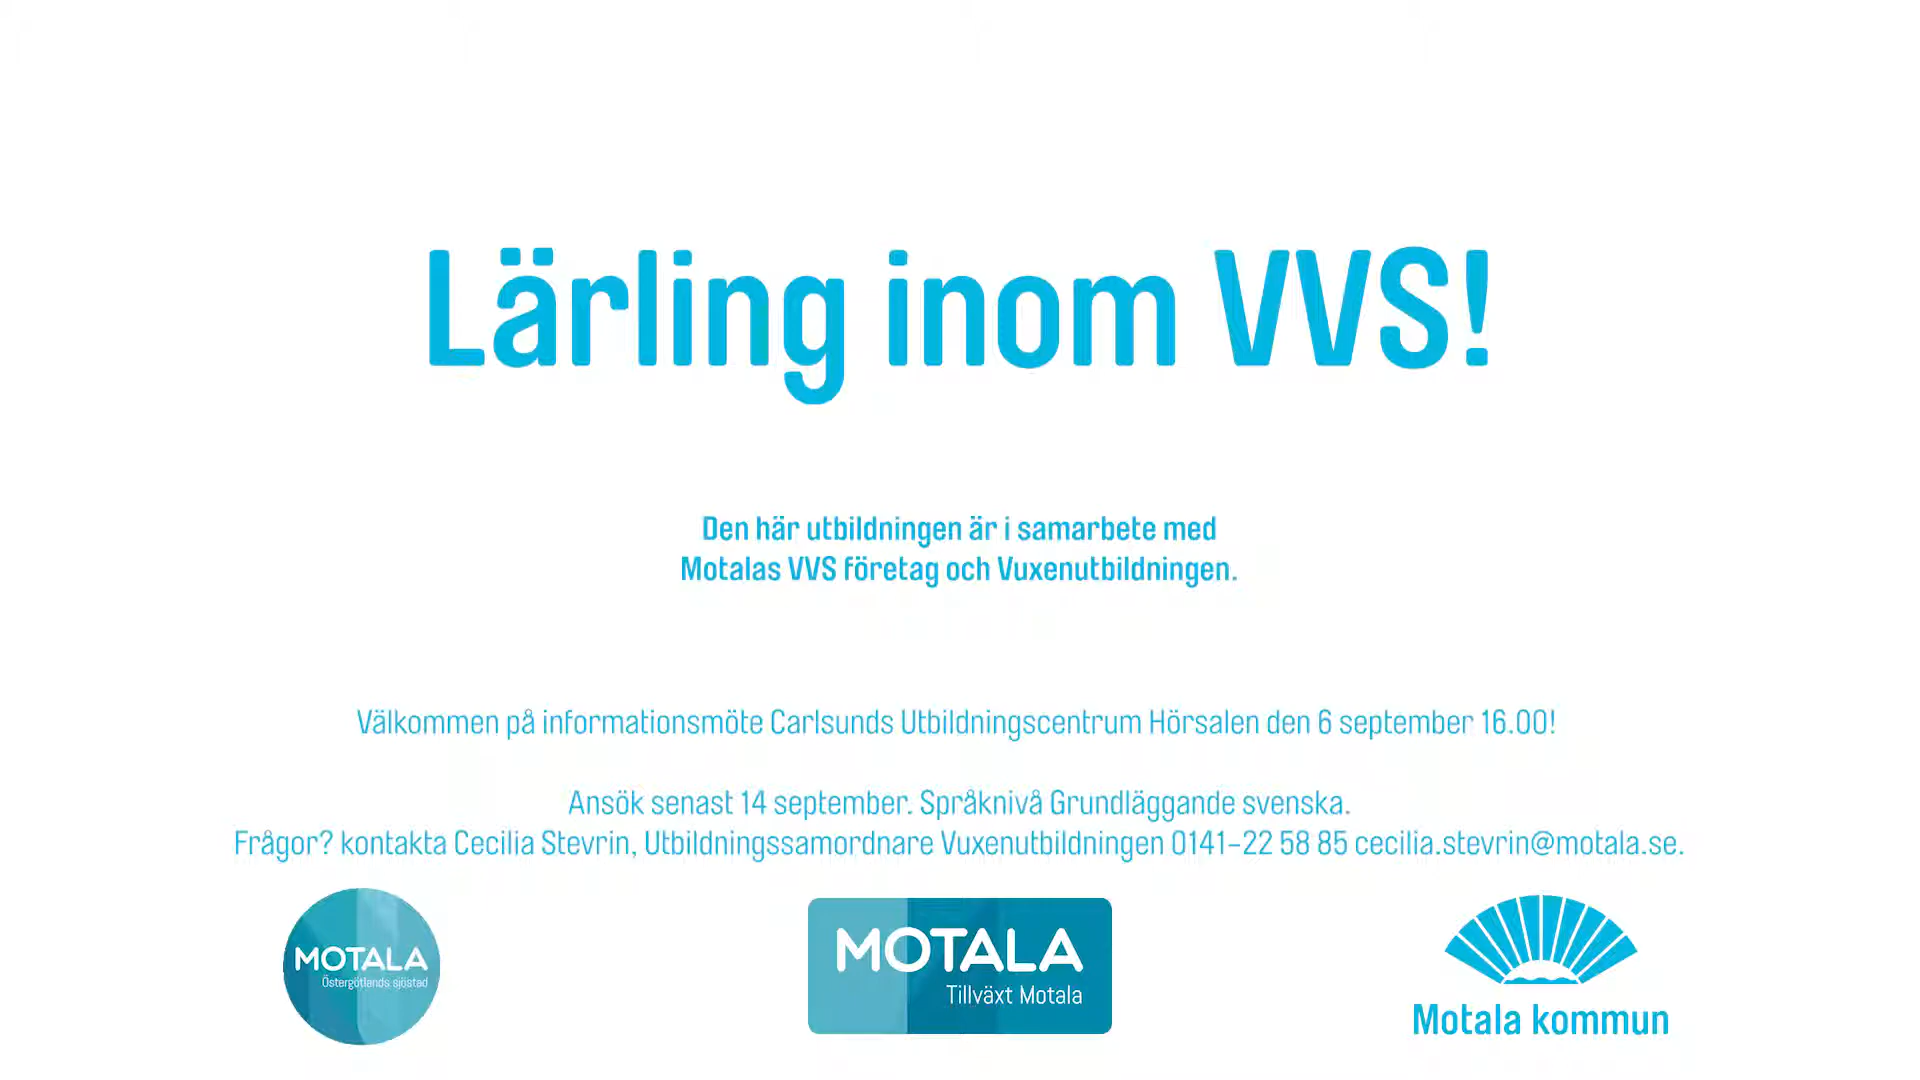 Lärling inom VVS!
Den här utbildningen är i samarbete med
Motalas VVS företag och Vuxenutbildningen.
Välkommen på informationsmöte Carlsunds Utbildningscentrum Hörsalen den 6 september 16.00!
Ansök senast 14 september. Språknivå Grundläggande svenska.
Frågor? kontakta Cecilia Stevrin, Utbildningssamordnare Vuxenutbildningen 0141-22 58 85 cecilia.stevrin@motala.se.
MOTALA
Östergötlands sjöstad
MOTALA
Tillväxt Motala
Motala kommun